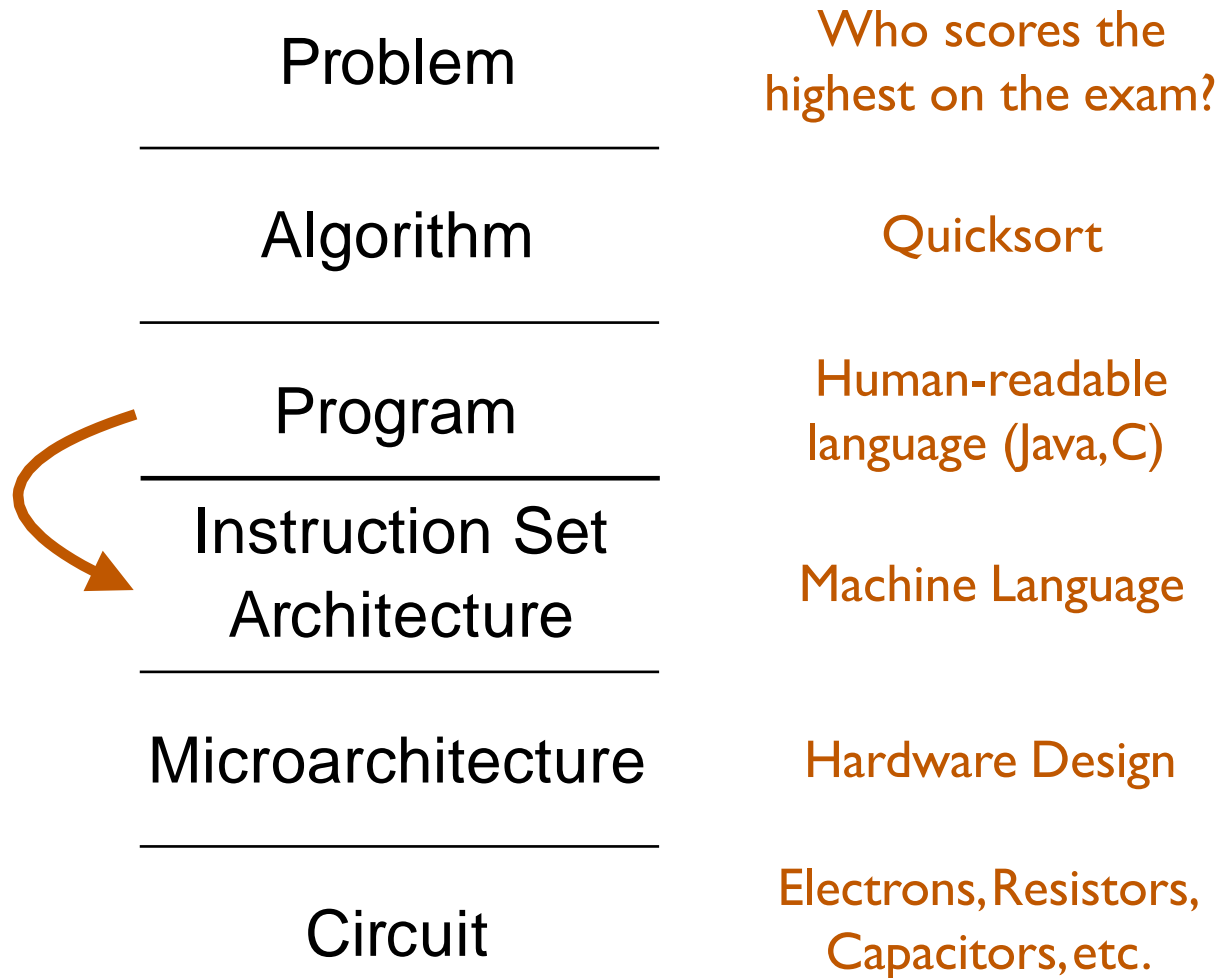 Problem
Who scores the
highest on the exam?
Algorithm
Quicksort
Program
Human-readable
language (Java, C)
Instruction Set
Architecture
Machine Language
Microarchitecture
Hardware Design
Circuit
Electrons, Resistors,
Capacitors, etc.